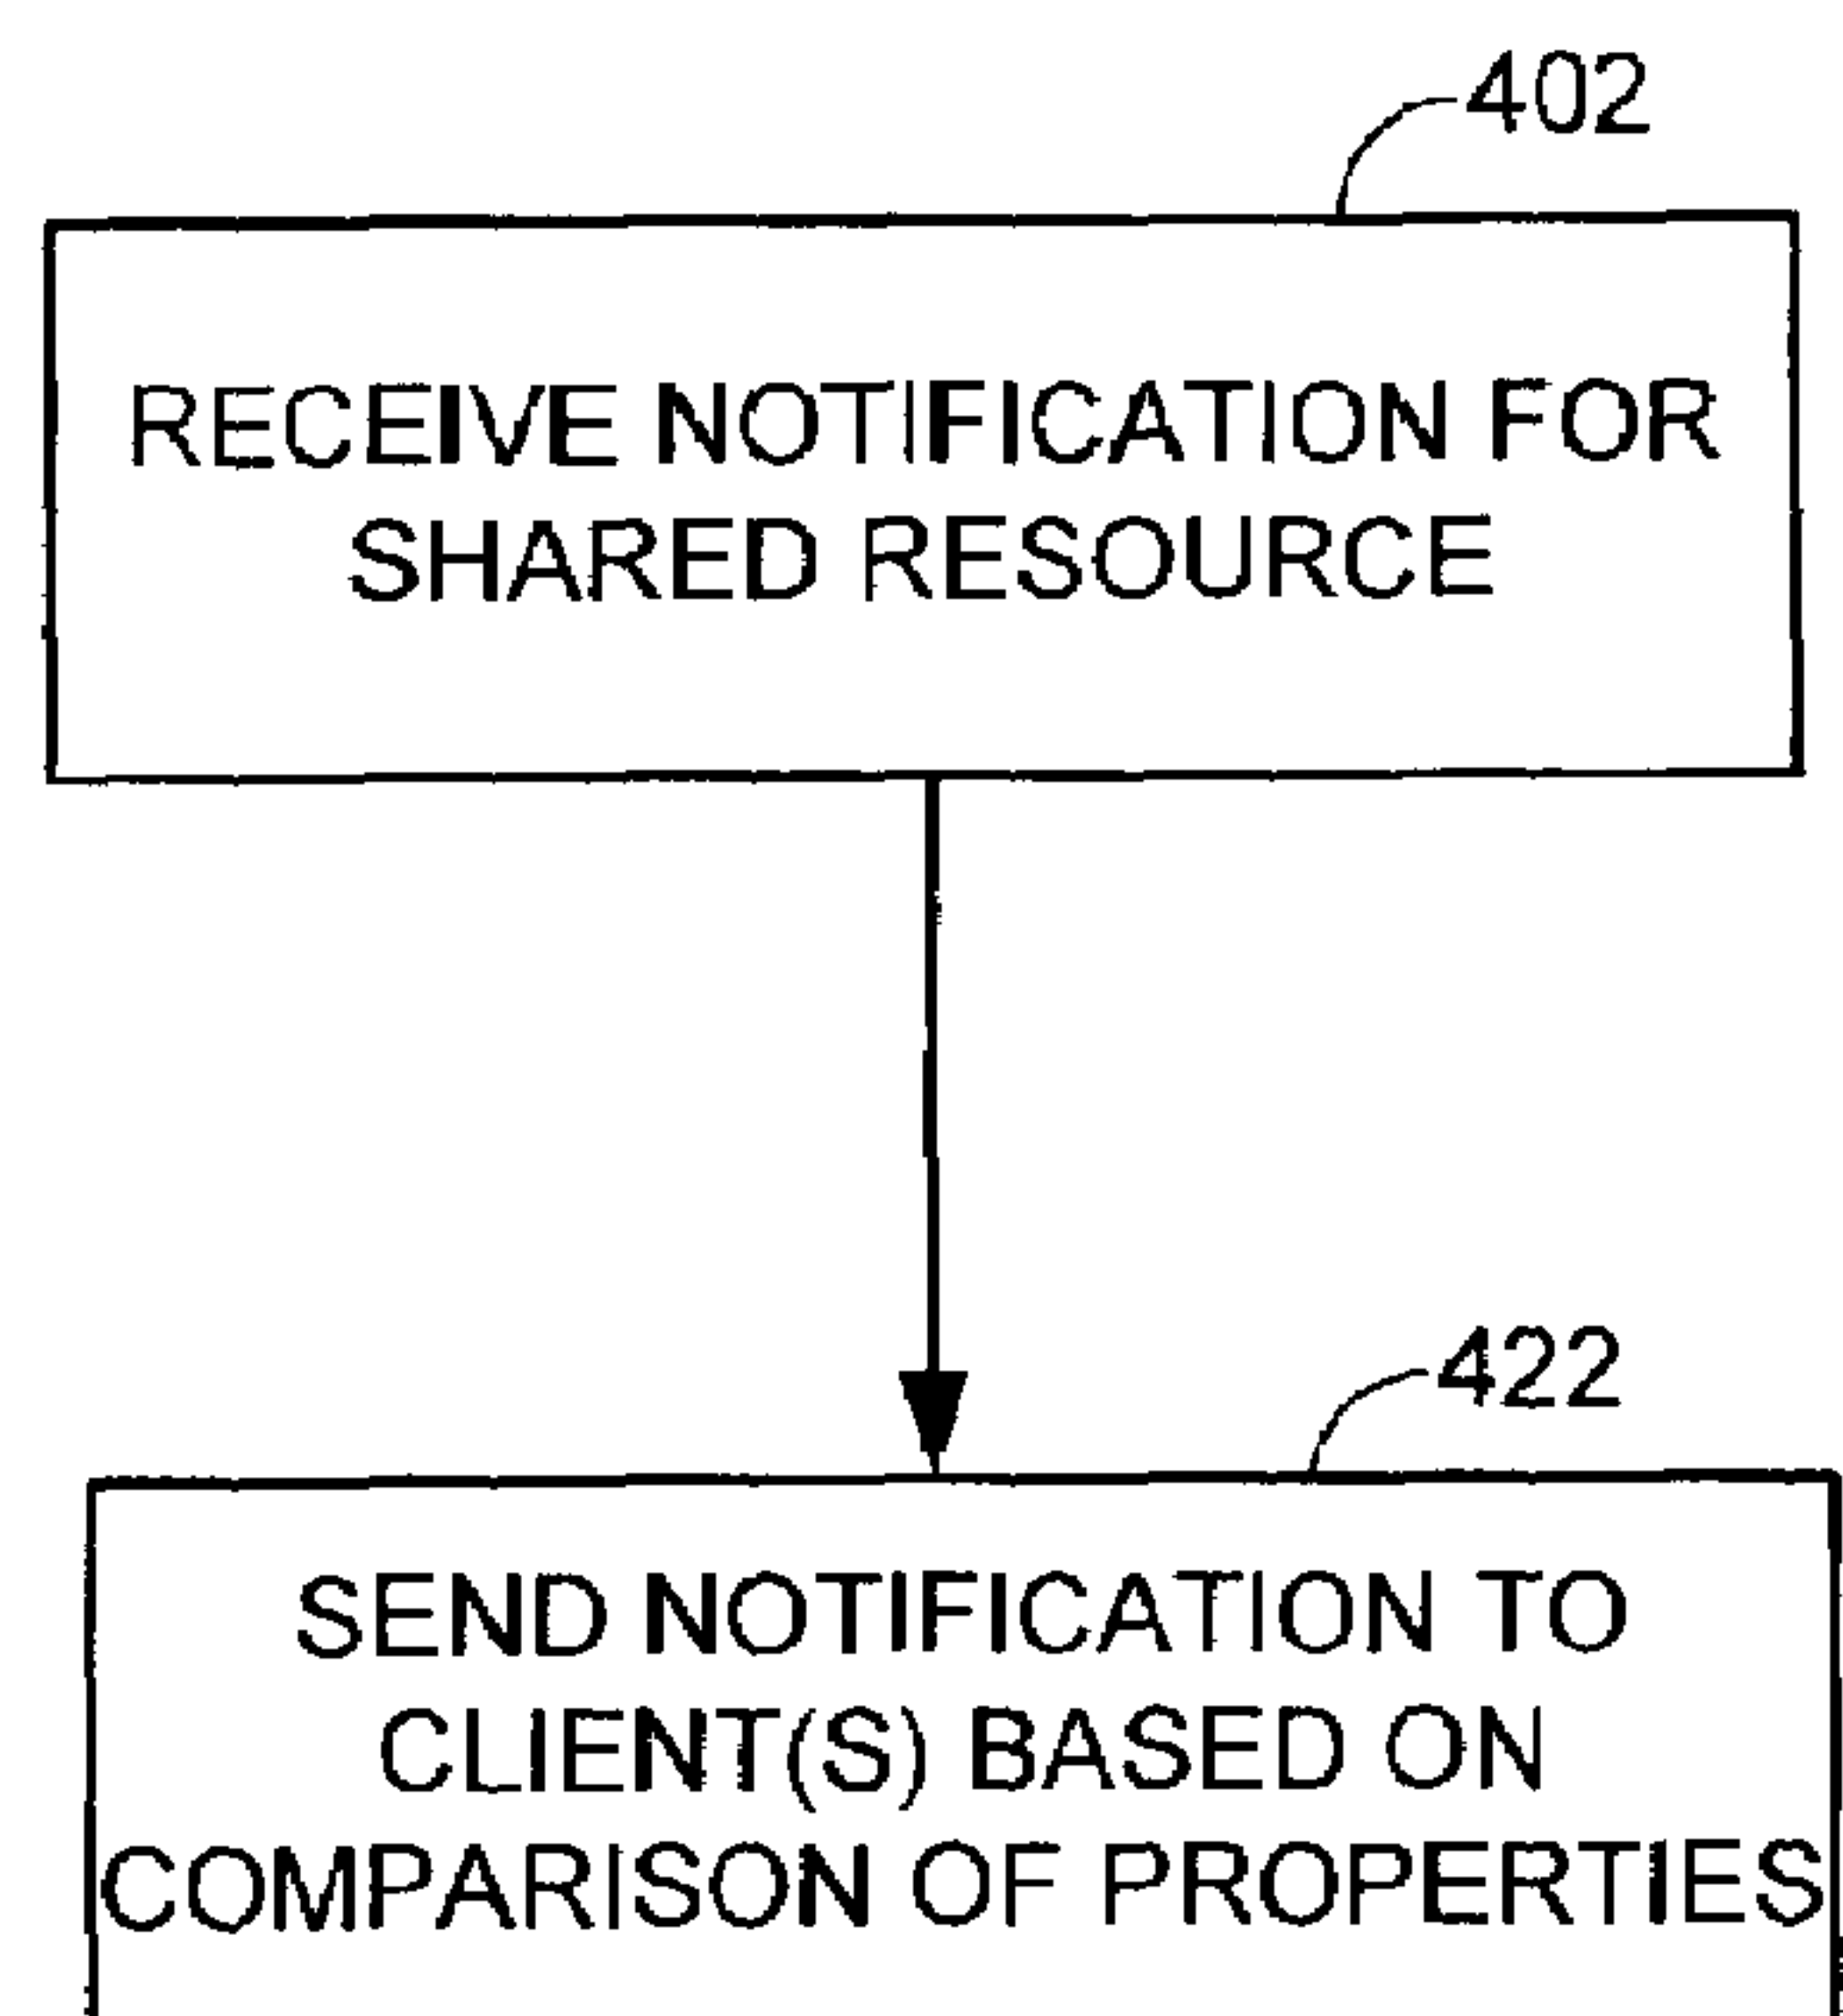 402
RECEIVE NOTIFICATION FOR
SHARED RESOURCE
422
SEND NOTIFICATION TO
CLIENT(S) BASED ON
COMPARISON OF PROPERTIES